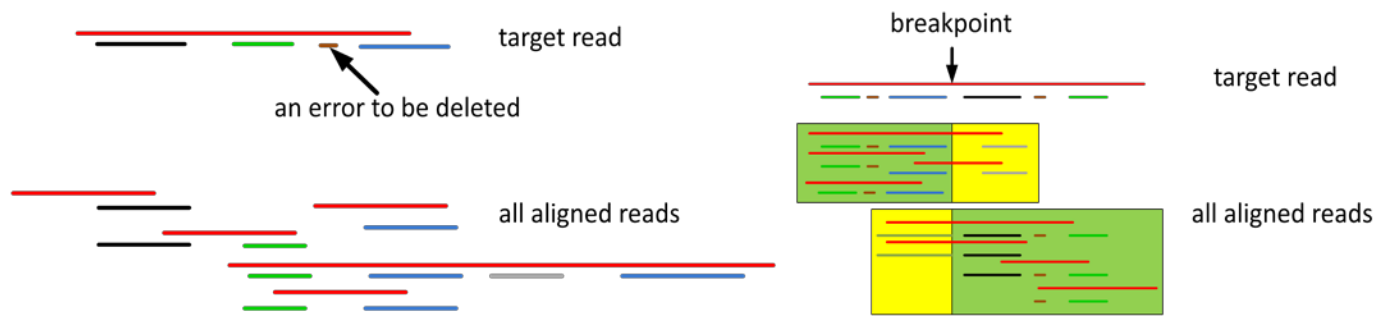 target read
an error to be deleted
all aligned reads
breakpoint
target read
all aligned reads